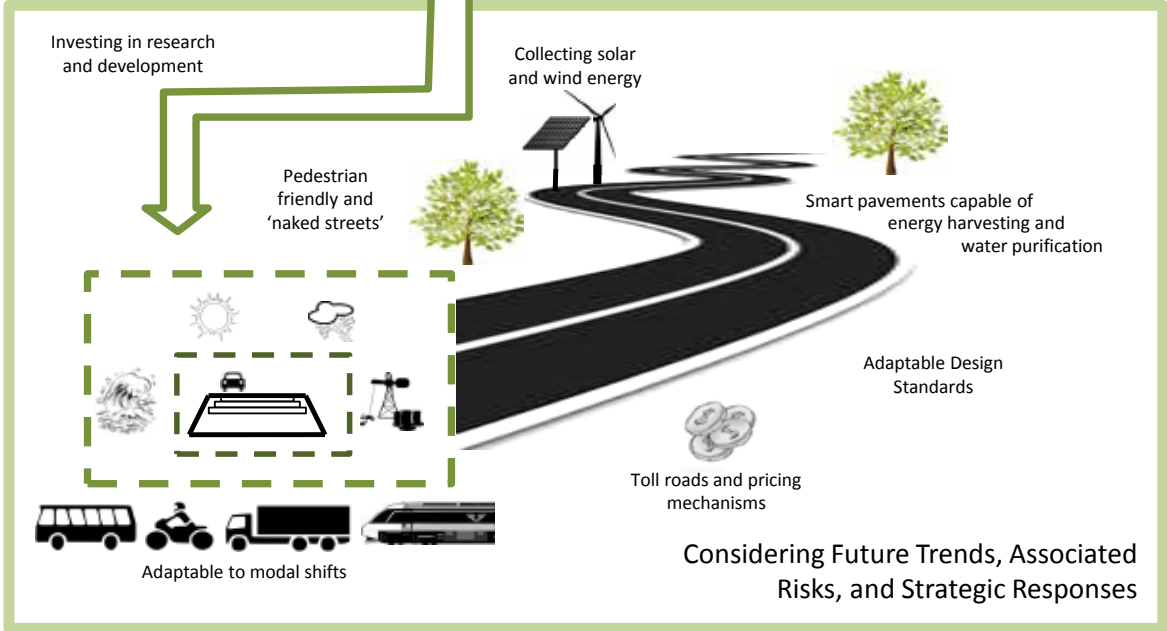 Investing in research
and development
Collecting solar
and wind energy
Pedestrian
friendly and
‘naked streets’
Smart pavements capable of
energy harvesting and
water purification
Adaptable Design
Standards
Toll roads and pricing
mechanisms
Adaptable to modal shifts
Considering Future Trends, Associated
Risks, and Strategic Responses